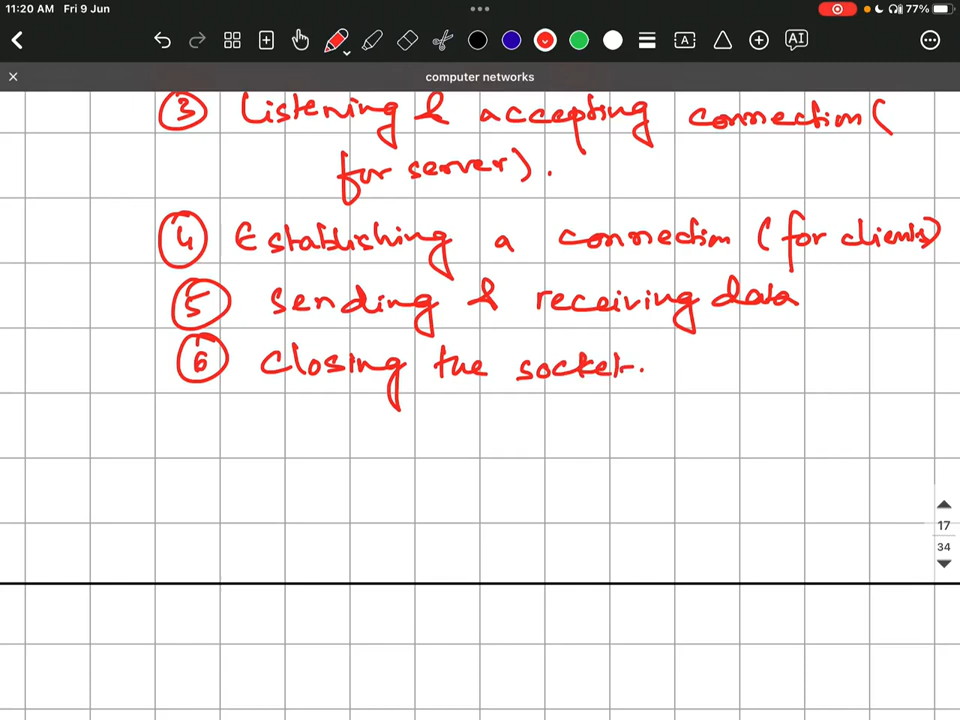 11:20 AM Fri 9 Jun
77%
A
AI
computer networks
③ Listening & accepting connection(
for server).
④ Establishing a connection (for clients)
⑤ Sending & receiving data
⑥ closing the socket.
17
34